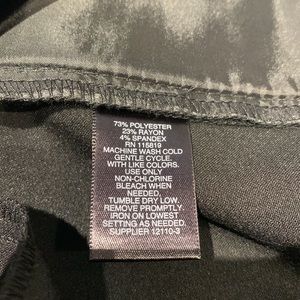 73% POLYESTER
23% RAYON
4% SPANDEX
RN 115819
MACHINE WASH COLD
GENTLE CYCLE.
WITH LIKE COLORS.
USE ONLY
NON-CHLORINE
BLEACH WHEN
NEEDED.
TUMBLE DRY LOW.
REMOVE PROMPTLY.
IRON ON LOWEST
SETTING AS NEEDED.
SUPPLIER 12110-3